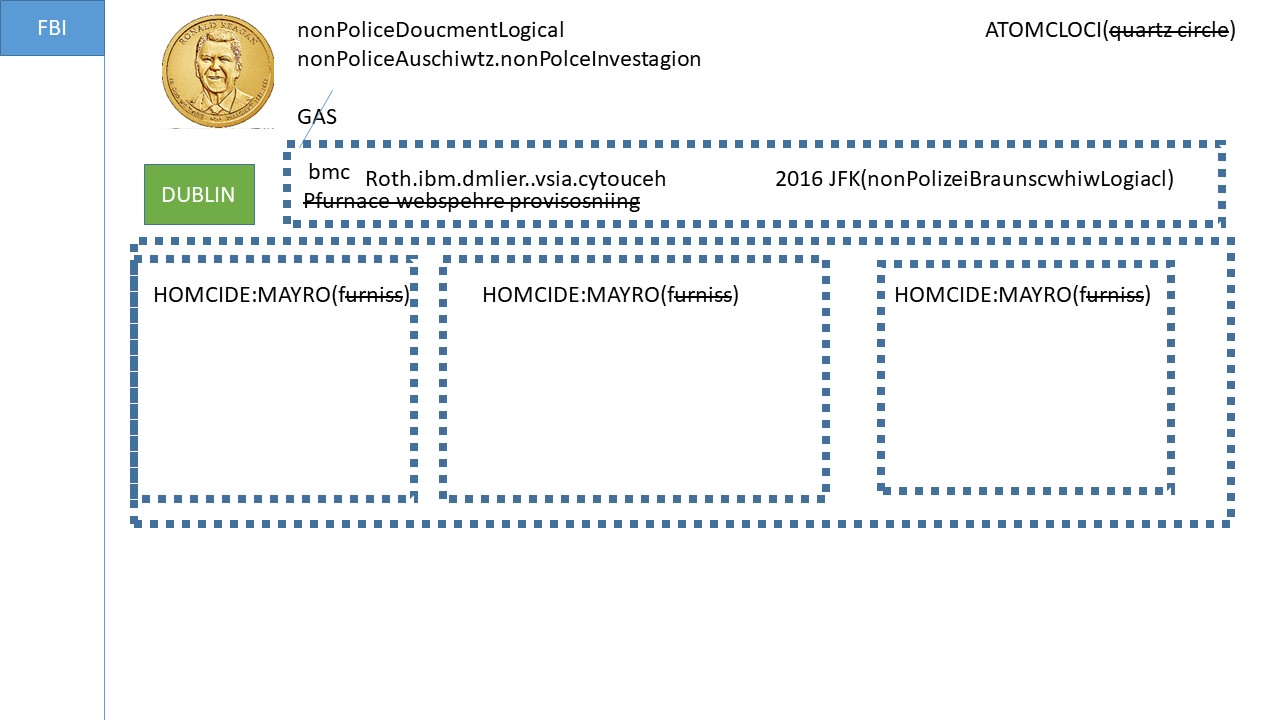 FBI
RONALD REAGAN
nonPoliceDoucmentLogical
ATOMCLOCI(quartz circle)
nonPoliceAuschiwtz.nonPolceInvestagion
GAS
DUBLIN
bmc
Roth.ibm.dmlier..vsia.cytouceh
2016 JFK(nonPolizeiBraunscwhiwLogiacl)
Pfurnace webspehre provisosniing
HOMCIDE:MAYRO(furniss)
HOMCIDE:MAYRO(furniss)
HOMCIDE:MAYRO(furniss)